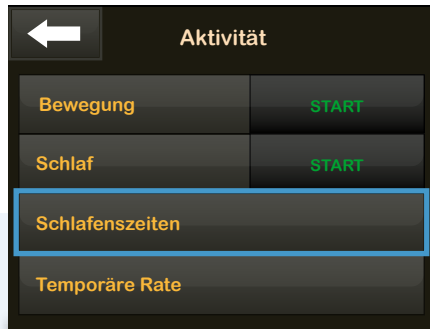 Aktivität
Bewegung START
Schlaf START
Schlafenszeiten
Temporäre Rate